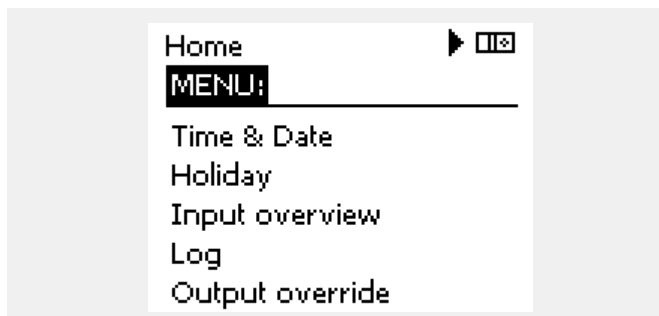 Home
MENU:
Time & Date
Holiday
Input overview
Log
Output override